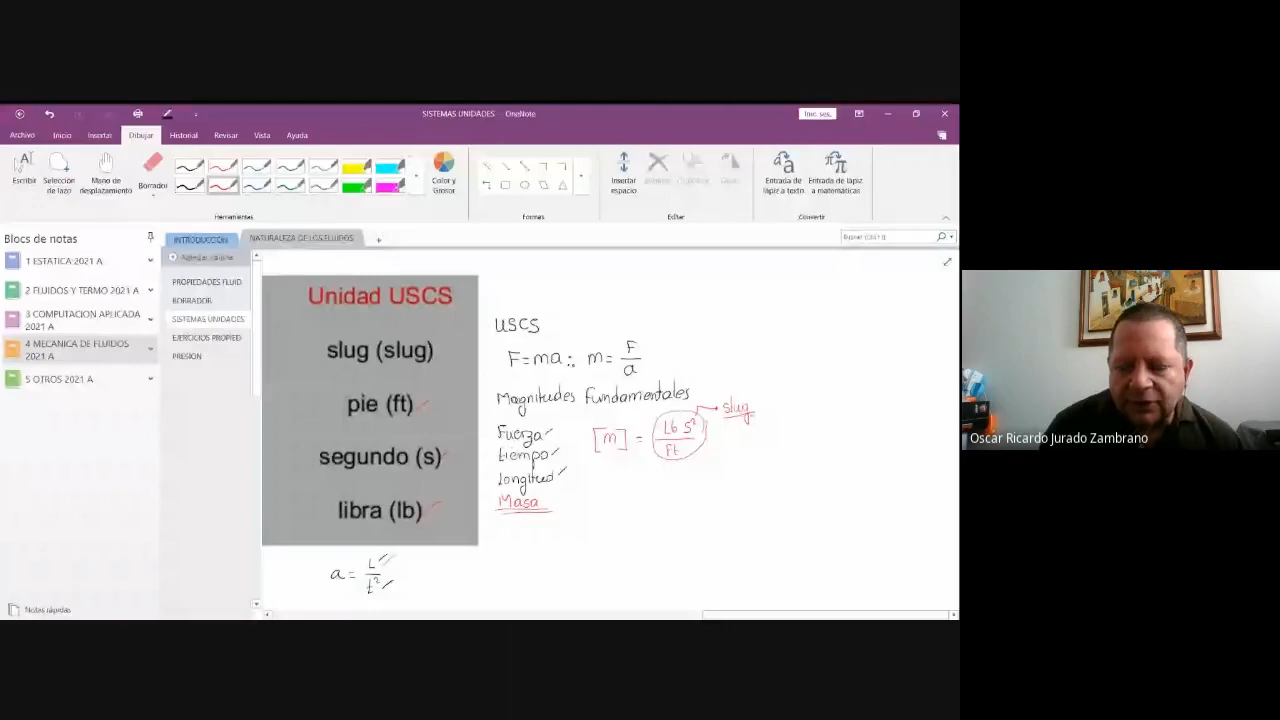 SISTEMAS UNIDADES - OneNote
Inic. ses.
Archivo Inicio Insertar Dibujar Historial Revisar Vista Ayuda
Escribir
Selección de lazo
Mano de desplazamiento
Borrador
Color y Grosor
Insertar espacio
Entrada de lápiz a texto
Entrada de lápiz a matemáticas
Herramientas
Formas
Editar
Convertir
Blocs de notas
INTRODUCCIÓN
NATURALEZA DE LOS FLUIDOS
+
1 ESTATICA 2021 A
2 FLUIDOS Y TERMO 2021 A
3 COMPUTACION APLICADA 2021 A
4 MECANICA DE FLUIDOS 2021 A
5 OTROS 2021 A
PROPIEDADES FLUID
BORRADOR
SISTEMAS UNIDADES
EJERCICIOS PROPIED
PRESION
Notas rápidas
Unidad USCS
slug (slug)
pie (ft)
segundo (s)
libra (lb)
a = L/t²
USCS
F=ma ∴ m = F/a
Magnitudes Fundamentales
Fuerza
tiempo
Longitud
Masa
[m] = Lb s²/Ft
slug
Oscar Ricardo Jurado Zambrano